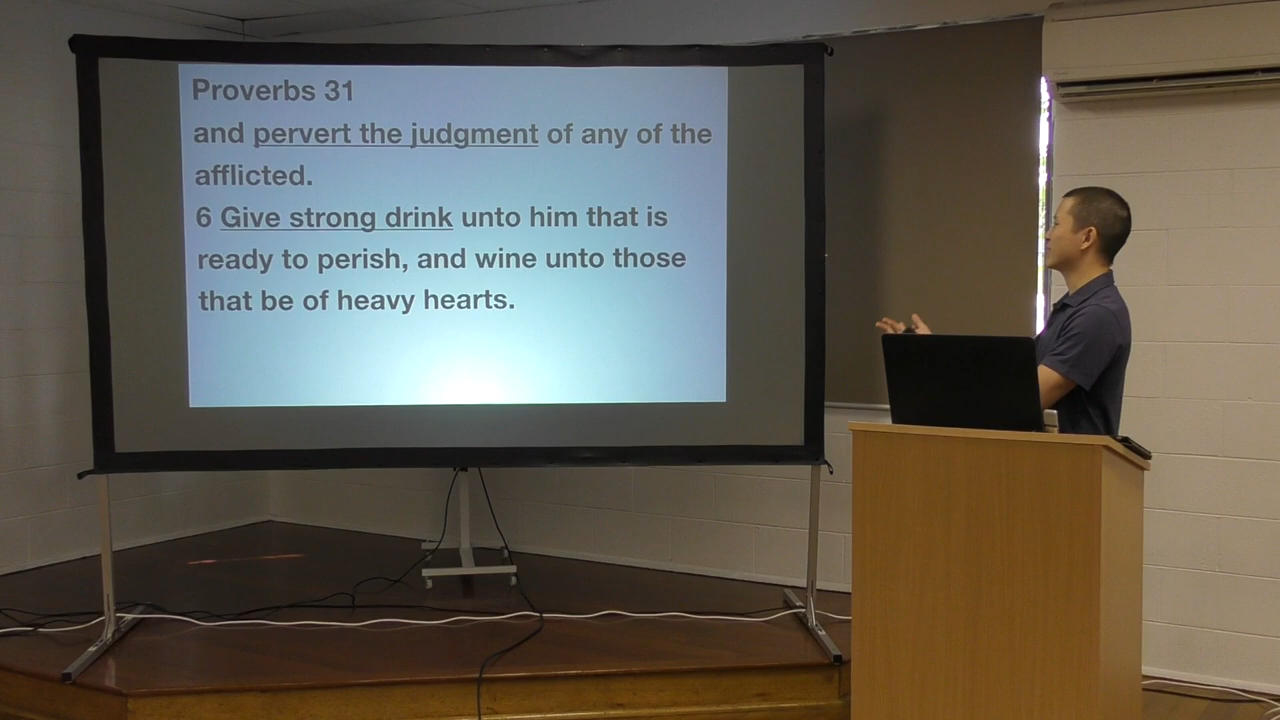 Proverbs 31
and pervert the judgment of any of the
afflicted.
6 Give strong drink unto him that is
ready to perish, and wine unto those
that be of heavy hearts.